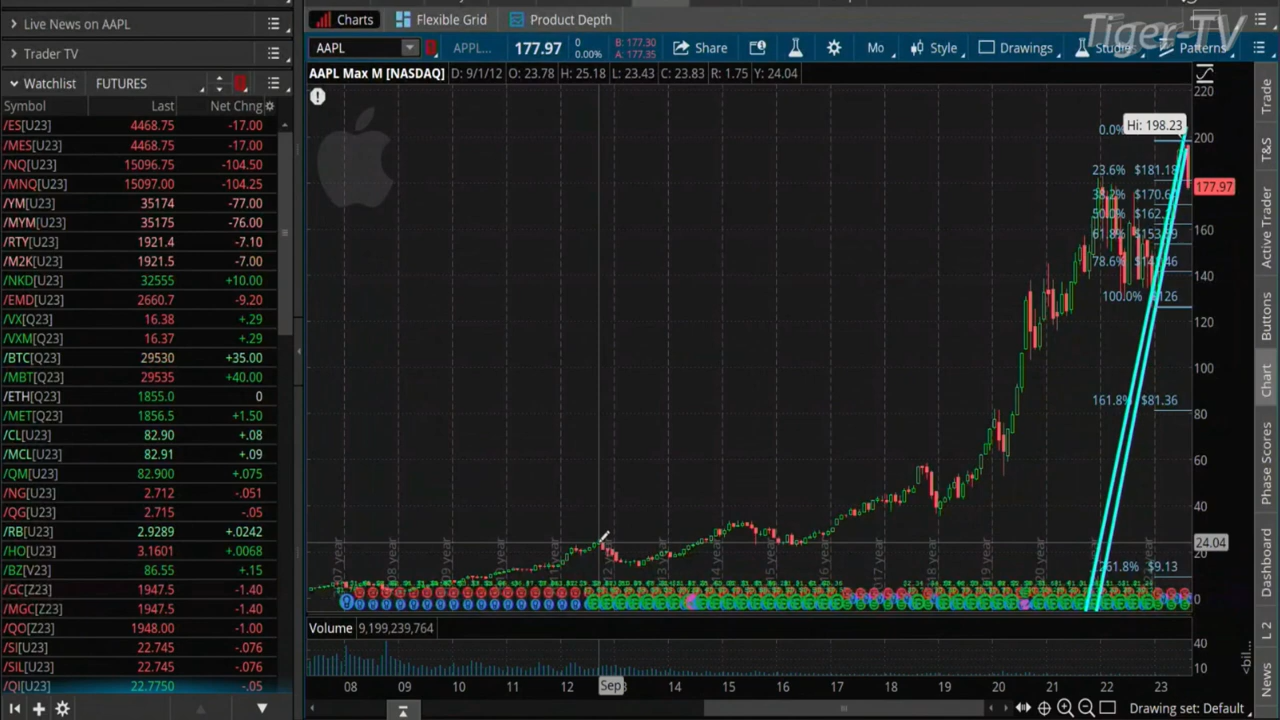 Live News on AAPL
Trader TV
Watchlist FUTURES
Symbol Last Net Chng
/ES[U23] 4468.75 -17.00
/MES[U23] 4468.75 -17.00
/NQ[U23] 15096.75 -104.50
/MNQ[U23] 15097.00 -104.25
/YM[U23] 35174 -77.00
/MYM[U23] 35175 -76.00
/RTY[U23] 1921.4 -7.10
/M2K[U23] 1921.5 -7.00
/NKD[U23] 32555 +10.00
/EMD[U23] 2660.7 -9.20
/VX[Q23] 16.38 +.29
/VXM[Q23] 16.37 +.29
/BTC[Q23] 29530 +35.00
/MBT[Q23] 29535 +40.00
/ETH[Q23] 1855.0 0
/MET[Q23] 1856.5 +1.50
/CL[U23] 82.90 +.08
/MCL[U23] 82.91 +.09
/QM[U23] 82.900 +.075
/NG[U23] 2.712 -.051
/QG[U23] 2.715 -.05
/RB[U23] 2.9289 +.0242
/HO[U23] 3.1601 +.0068
/BZ[V23] 86.55 +.15
/GC[Z23] 1947.5 -1.40
/MGC[Z23] 1947.5 -1.40
/QO[Z23] 1948.00 -1.00
/SI[U23] 22.745 -.076
/SIL[U23] 22.745 -.076
/QI[U23] 22.7750 -.05
Charts Flexible Grid Product Depth
Tiger-TV
AAPL APPL... 177.97 0 0.00% B: 177.30 A: 177.35 Share Mo Style Drawings Studies Patterns
AAPL Max M [NASDAQ] D: 9/1/12 O: 23.78 H: 25.18 L: 23.43 C: 23.83 R: 1.75 Y: 24.04
220
0.0% Hi: 198.23 200
23.6% $181.18
177.97
38.2%
50.0%
160
61.8%
78.6%
140
100.0% $126
120
100
161.8% $81.36
80
60
40
24.04
20
$9.13
0
Volume 9,199,239,764
40
10
08 09 10 11 12 Sep 14 15 16 17 18 19 20 21 22 23
Drawing set: Default
Trade
T&S
Active Trader
Buttons
Chart
Phase Scores
Dashboard
L 2
News